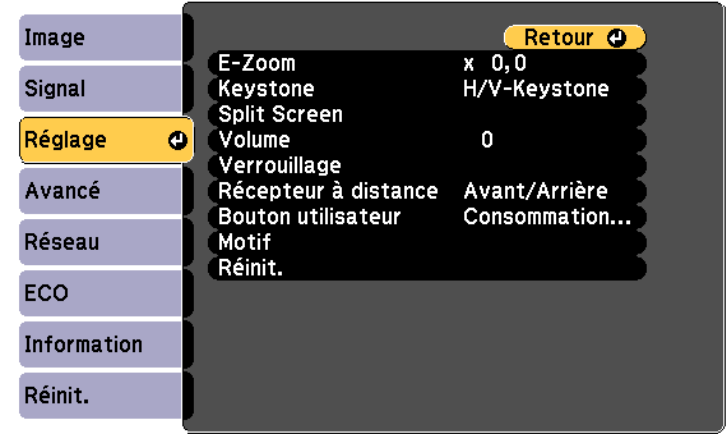 Image
Signal
Réglage
Avancé
Réseau
ECO
Information
Réinit.
Retour
E-Zoom x 0,0
Keystone H/V-Keystone
Split Screen
Volume 0
Verrouillage
Récepteur à distance Avant/Arrière
Bouton utilisateur Consommation...
Motif
Réinit.